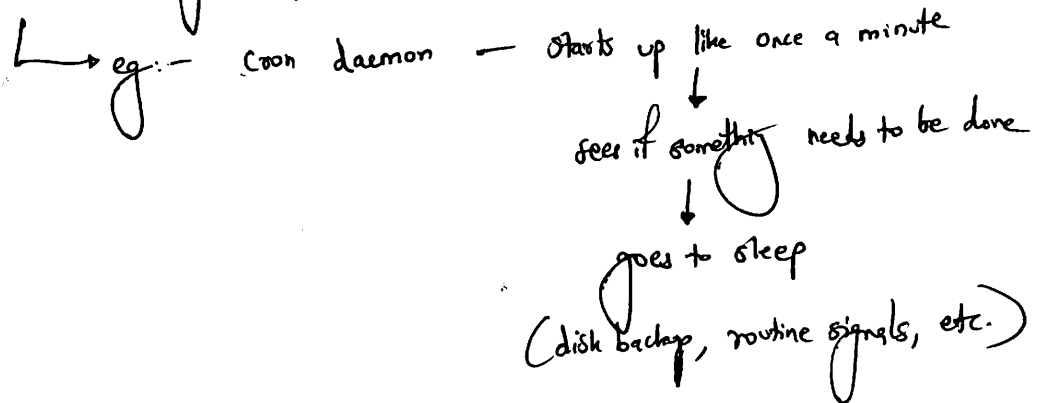 ↳ eg:- cron daemon — starts up like once a minute
↓
sees if somethig needs to be done
↓
goes to sleep
(disk backup, routine signals, etc.)